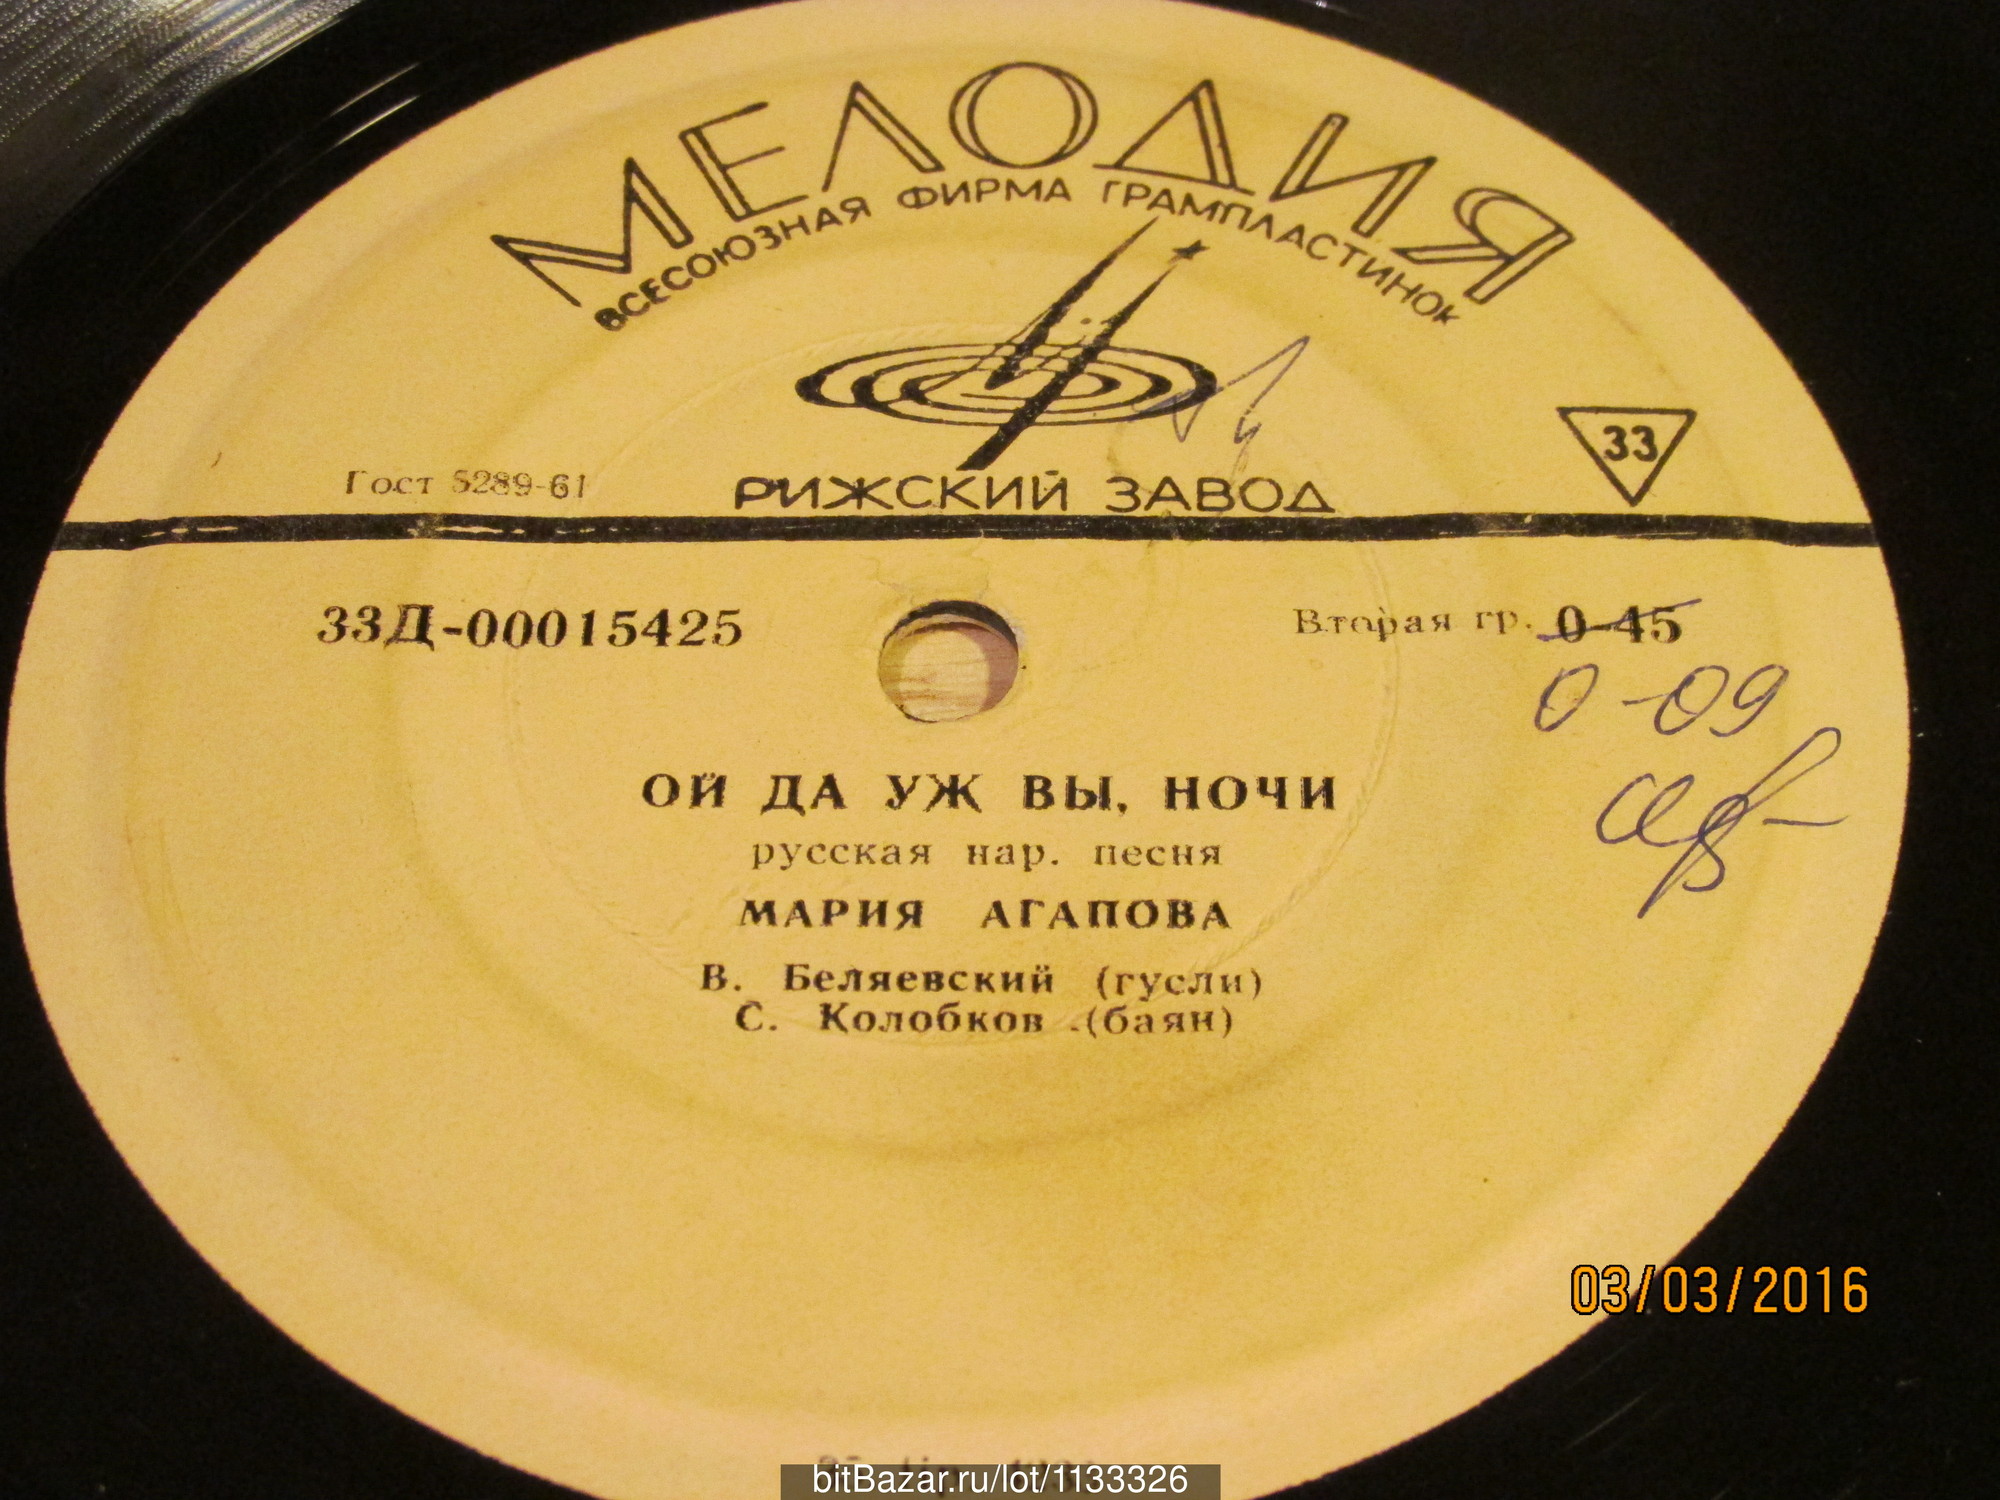 МЕЛОДИЯ
ВСЕСОЮЗНАЯ ФИРМА ГРАМПЛАСТИНОК
33
Гост 5289-61
РИЖСКИЙ ЗАВОД
33Д-00015425
Вторая гр. 0-45
0-09
ОЙ ДА УЖ ВЫ, НОЧИ
русская нар. песня
МАРИЯ АГАПОВА
В. Беляевский (гусли)
С. Колобков (баян)
03/03/2016
bitBazar.ru/lot/1133326